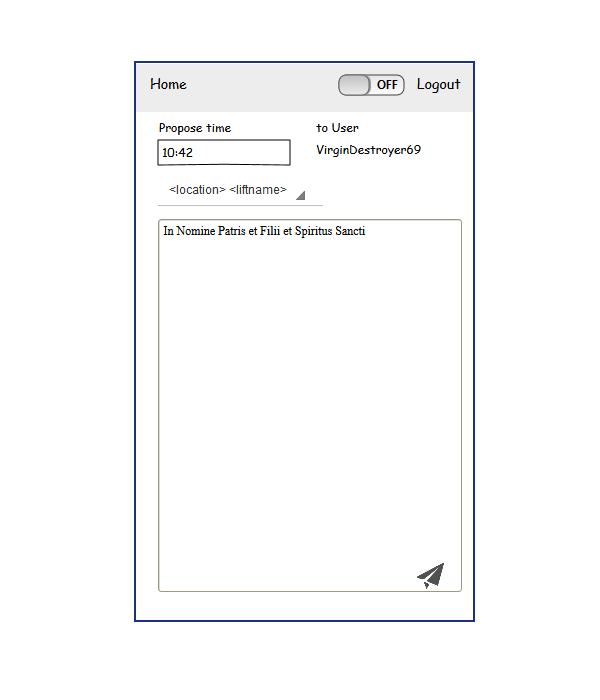 Home OFF Logout
Propose time to User
10:42 VirginDestroyer69
<location> <liftname>
In Nomine Patris et Filii et Spiritus Sancti